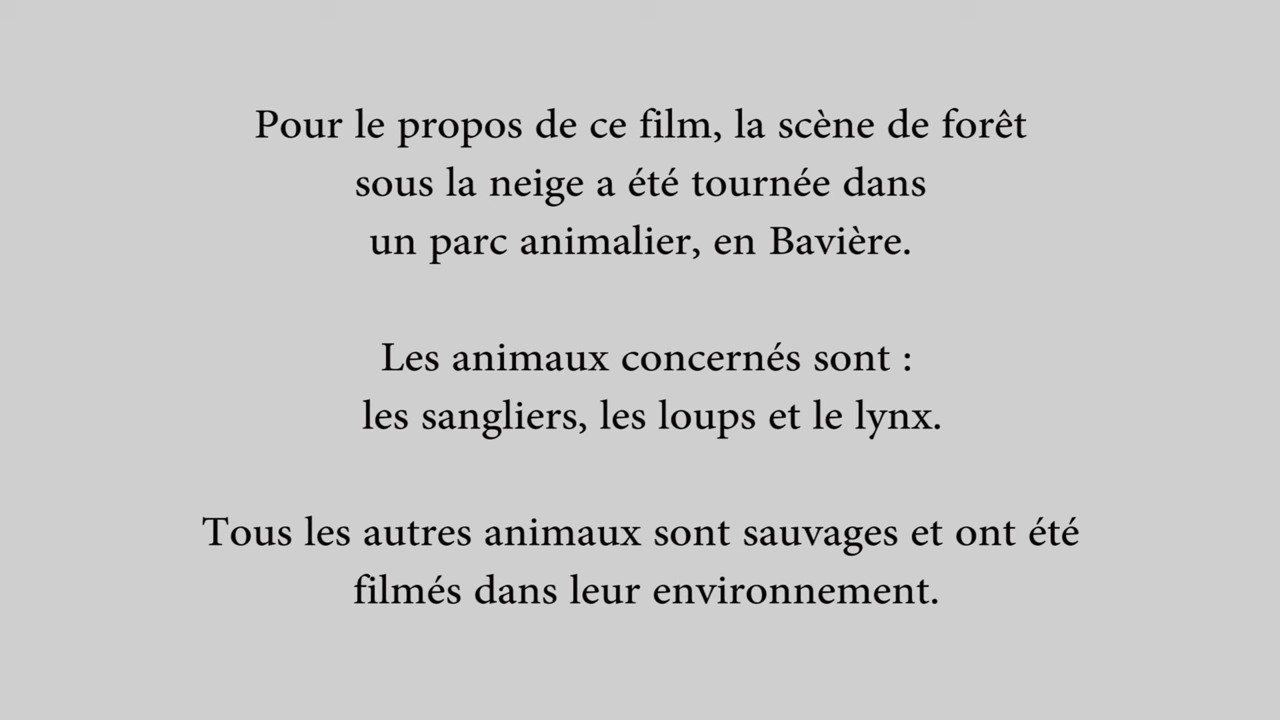 Pour le propos de ce film, la scène de forêt
sous la neige a été tournée dans
un parc animalier, en Bavière.
Les animaux concernés sont :
les sangliers, les loups et le lynx.
Tous les autres animaux sont sauvages et ont été
filmés dans leur environnement.